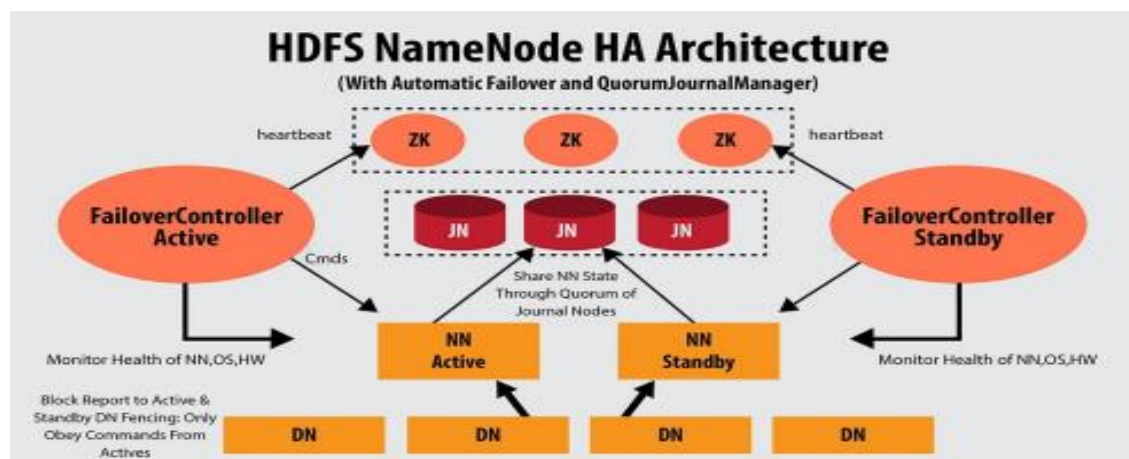 HDFS NameNode HA Architecture
(With Automatic Failover and QuorumJournalManager)
heartbeat
ZK
ZK
ZK
heartbeat
FailoverController
Active
JN
JN
JN
FailoverController
Standby
Cmds
Share NN State
Through Quorum of
Journal Nodes
NN
Active
NN
Standby
Monitor Health of NN,OS,HW
Monitor Health of NN,OS,HW
Block Report to Active &
Standby DN Fencing: Only
Obey Commands From
Actives
DN
DN
DN
DN